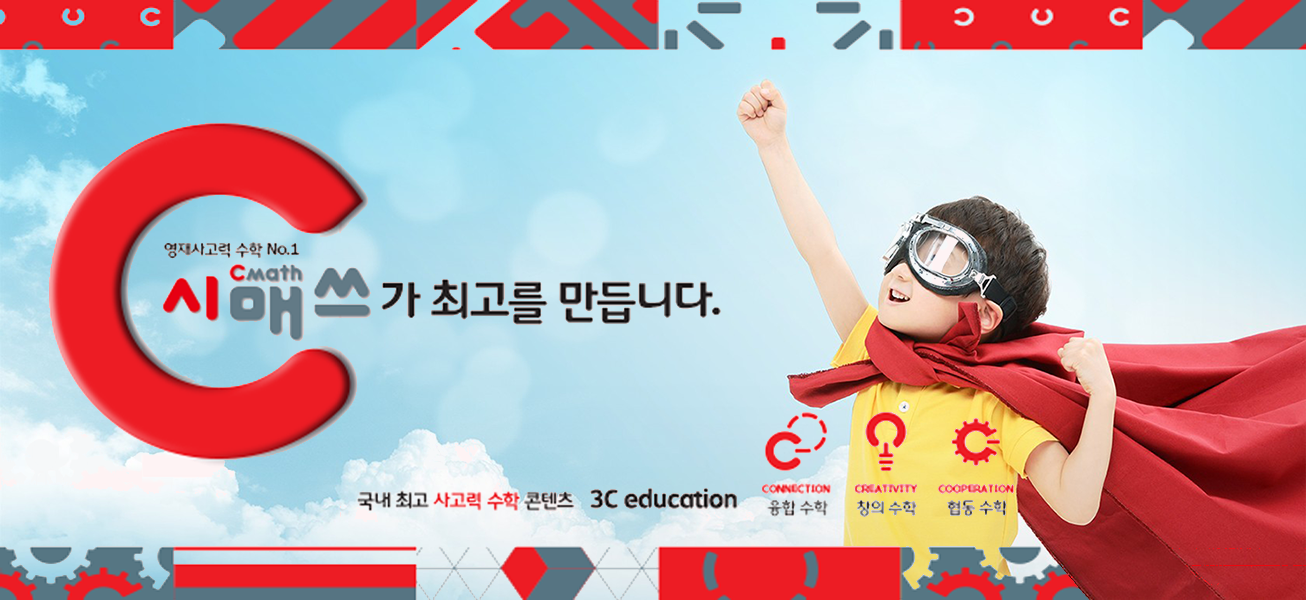 영재사고력 수학 No.1
Cmath
시매쓰가 최고를 만듭니다.
국내 최고 사고력 수학 콘텐츠 3C education
CONNECTION CREATIVITY COOPERATION
융합 수학 창의 수학 협동 수학